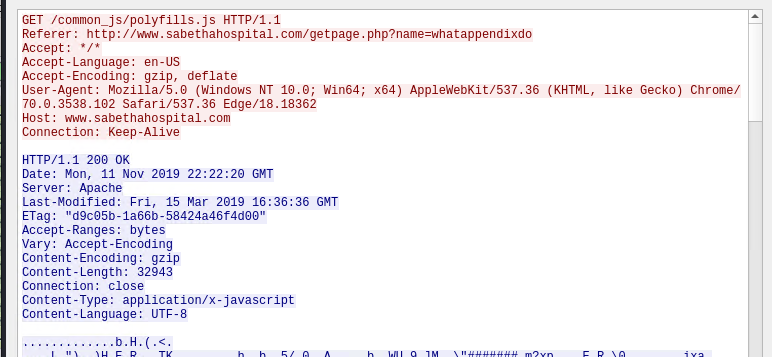 GET /common_js/polyfills.js HTTP/1.1
Referer: http://www.sabethahospital.com/getpage.php?name=whatappendixdo
Accept: */*
Accept-Language: en-US
Accept-Encoding: gzip, deflate
User-Agent: Mozilla/5.0 (Windows NT 10.0; Win64; x64) AppleWebKit/537.36 (KHTML, like Gecko) Chrome/
70.0.3538.102 Safari/537.36 Edge/18.18362
Host: www.sabethahospital.com
Connection: Keep-Alive

HTTP/1.1 200 OK
Date: Mon, 11 Nov 2019 22:22:20 GMT
Server: Apache
Last-Modified: Fri, 15 Mar 2019 16:36:36 GMT
ETag: "d9c05b-1a66b-58424a46f4d00"
Accept-Ranges: bytes
Vary: Accept-Encoding
Content-Encoding: gzip
Content-Length: 32943
Connection: close
Content-Type: application/x-javascript
Content-Language: UTF-8

.............b.H.(.<.